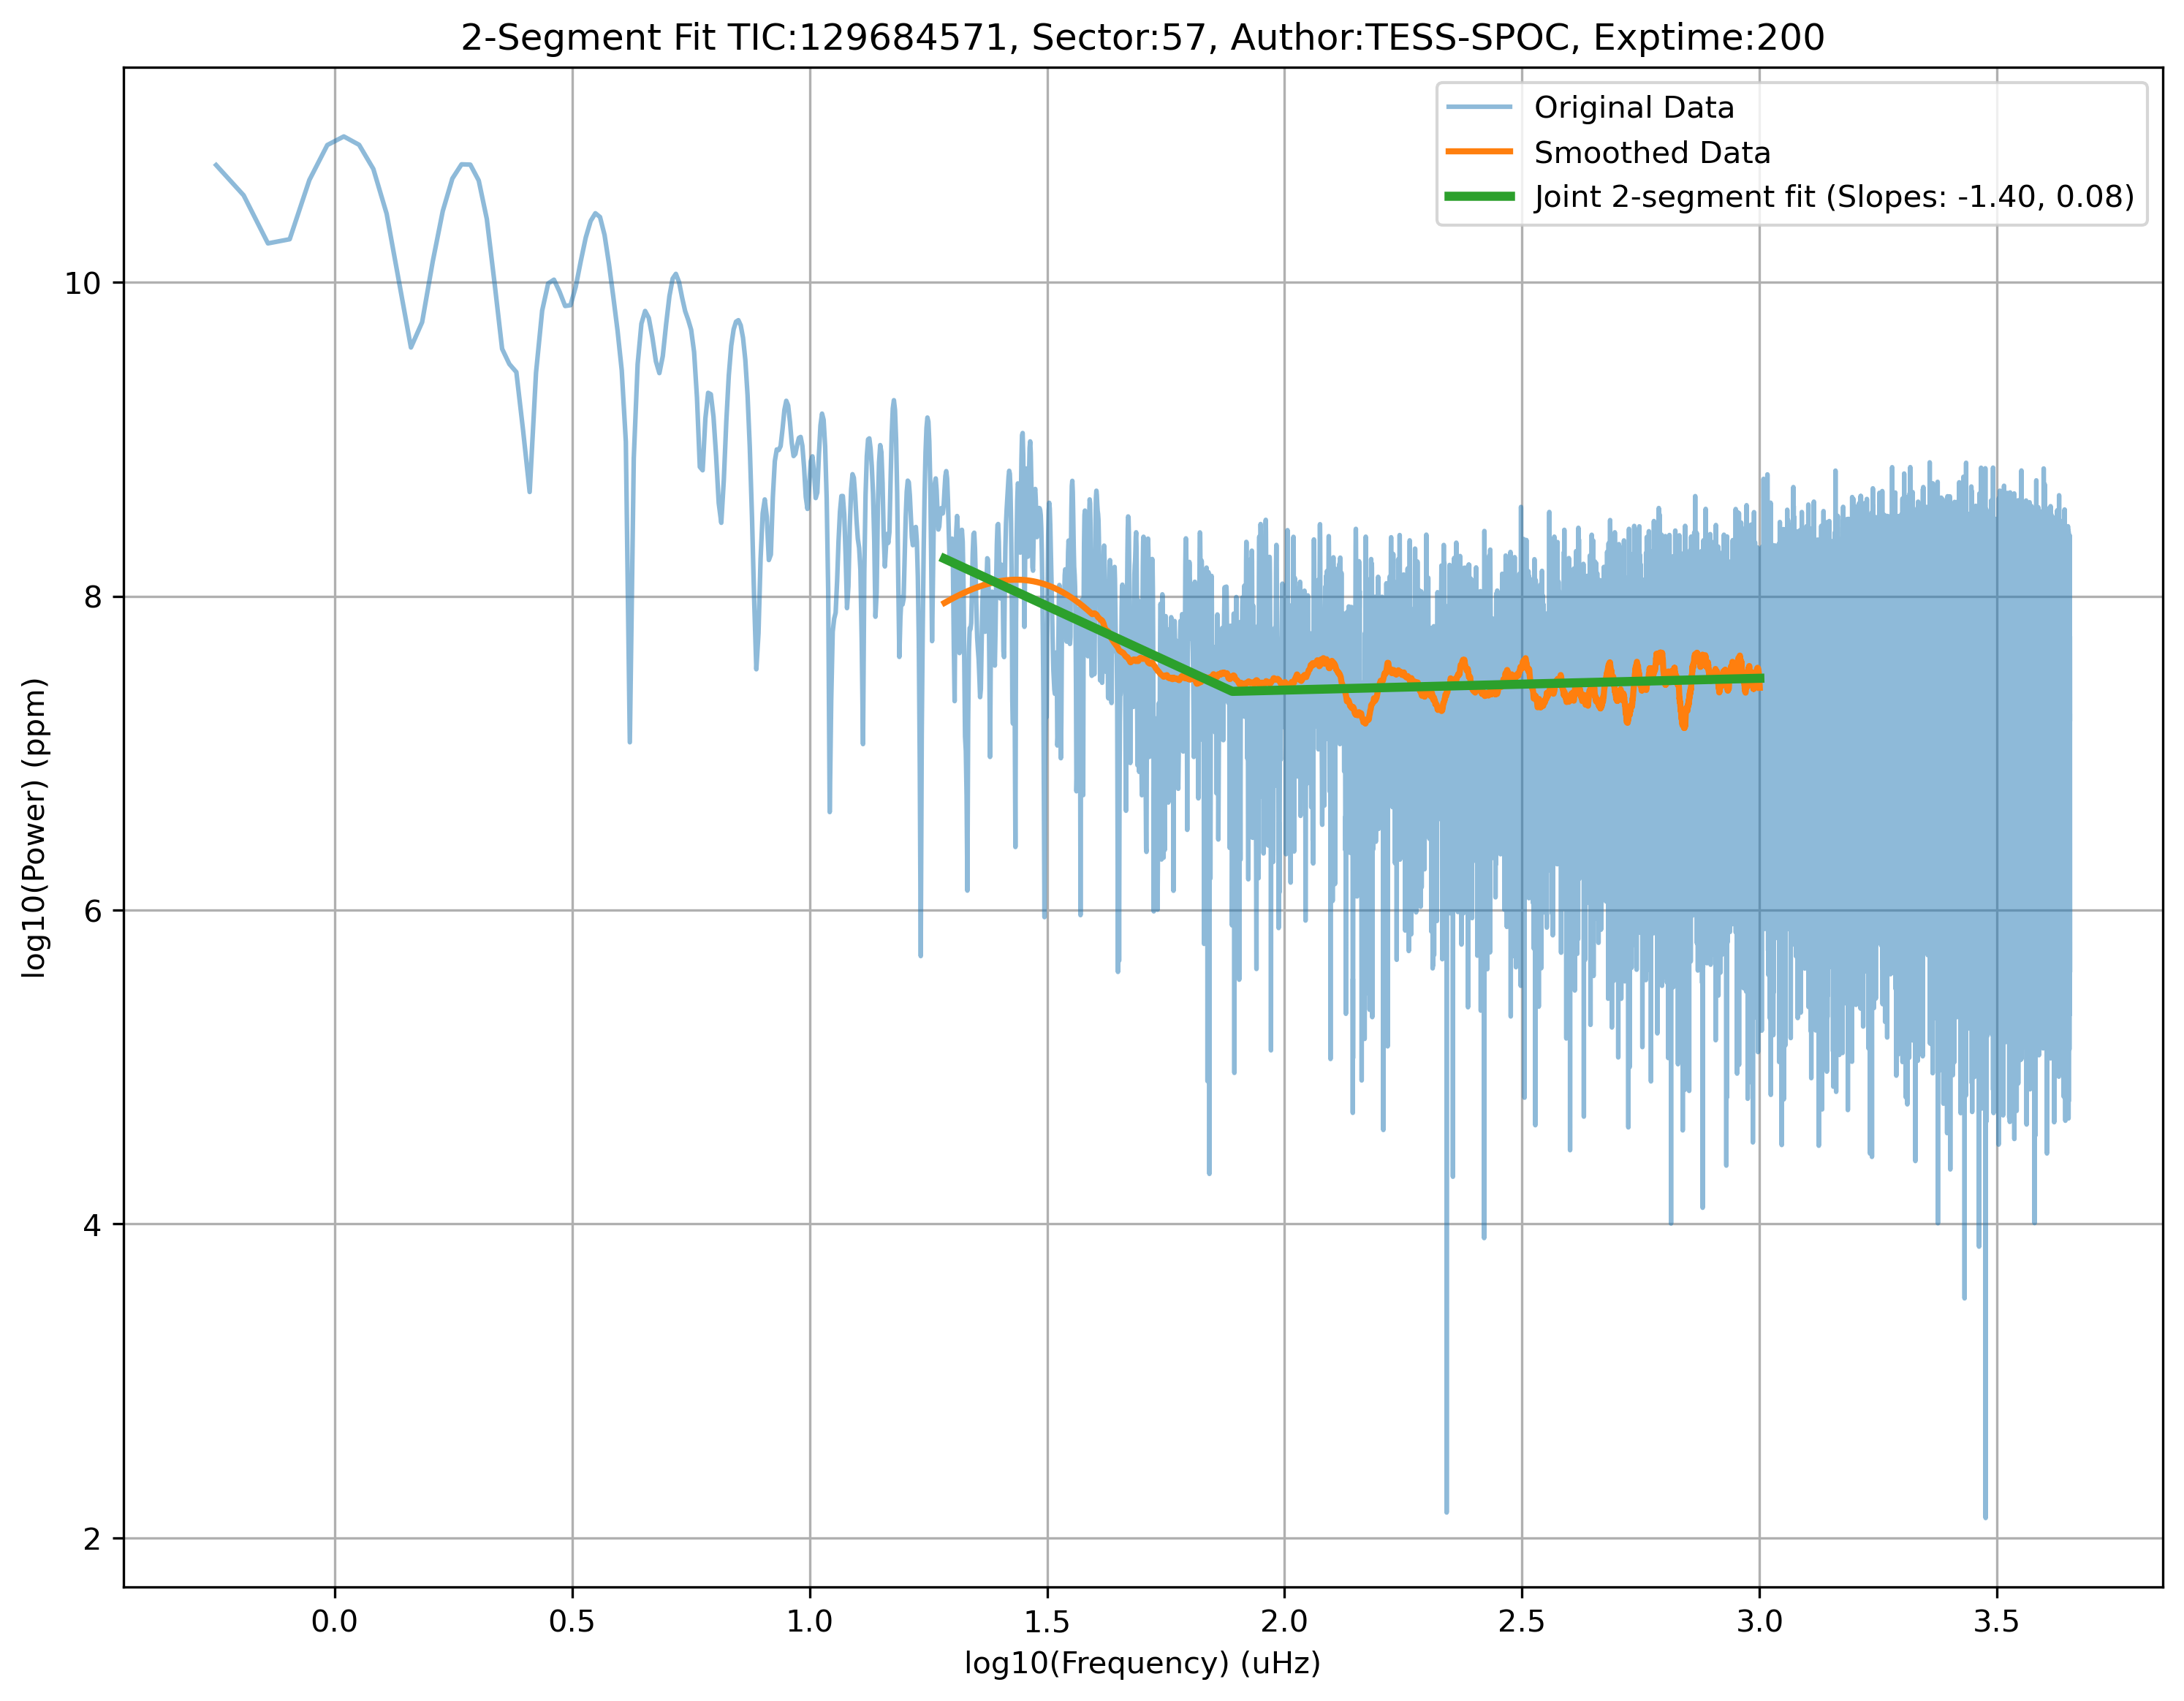 2-Segment Fit TIC:129684571, Sector:57, Author:TESS-SPOC, Exptime:200
Original Data
Smoothed Data
Joint 2-segment fit (Slopes: -1.40, 0.08)
log10(Power) (ppm)
10
8
6
4
2
0.0 0.5 1.0 1.5 2.0 2.5 3.0 3.5
log10(Frequency) (uHz)